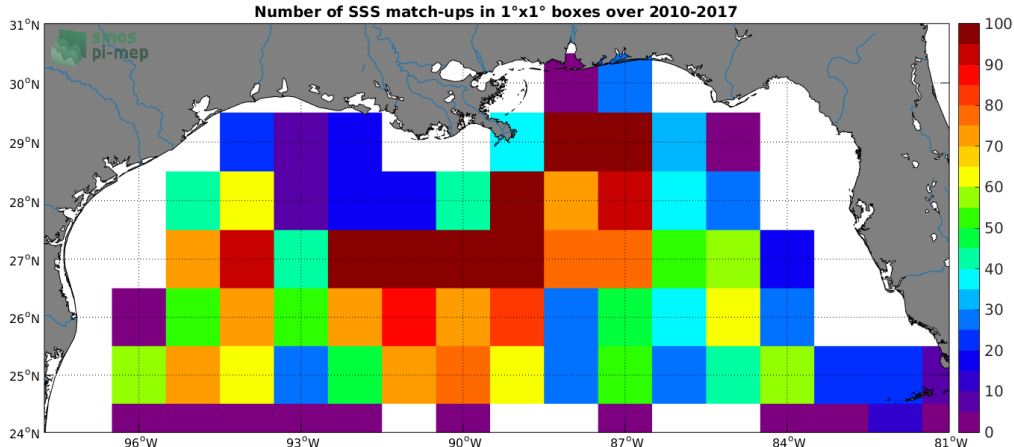 Number of SSS match-ups in 1°x1° boxes over 2010-2017
smos
pi-mep
31°N
30°N
29°N
28°N
27°N
26°N
25°N
24°N
96°W
93°W
90°W
87°W
84°W
81°W
100
90
80
70
60
50
40
30
20
10
0